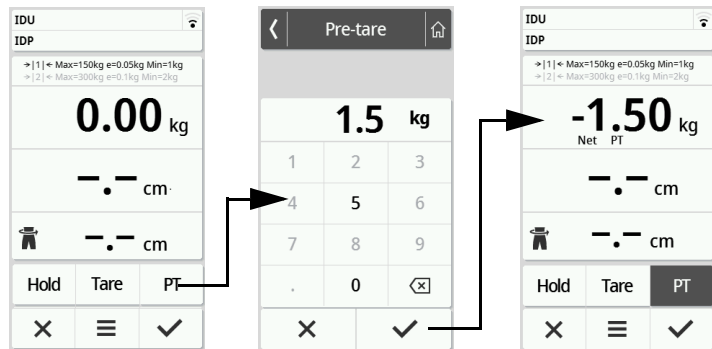 IDU
IDP
→|1|← Max=150kg e=0.05kg Min=1kg
→|2|← Max=300kg e=0.1kg Min=2kg
0.00 kg
-.- cm
-.- cm
Hold Tare PT
Pre-tare
1.5 kg
1 2 3
4 5 6
7 8 9
. 0
IDU
IDP
→|1|← Max=150kg e=0.05kg Min=1kg
→|2|← Max=300kg e=0.1kg Min=2kg
-1.50 kg
Net PT
-.- cm
-.- cm
Hold Tare PT